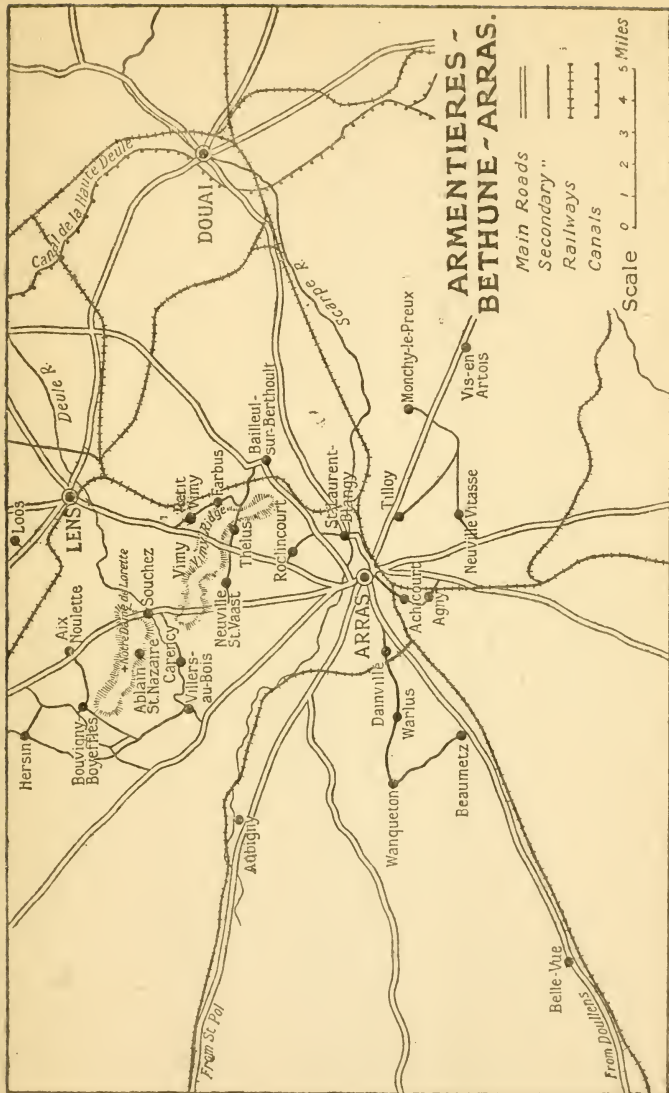 ARMENTIERES-
BETHUNE-ARRAS.
Main Roads
Secondary "
Railways
Canals
Scale 0 1 2 3 4 5 Miles
Loos
LENS
Deule R.
Canal de la Haute Deule
DOUAI
Scarpe R.
Hersin
Aix
Noulette
Bouvigny-
Boyeffles
+ Notre Dame de Lorette
Ablain
St. Nazaire
Souchez
Carency
Villers-
au-Bois
Vimy
Petit
Vimy
Vimy Ridge
Farbus
Thelus
Neuville
St. Vaast
Bailleul-
sur-Berthoult
Roclincourt
St. Laurent-
Blangy
Aubigny
From St Pol
ARRAS
Dainville
Warlus
Wanqueton
Beaumetz
Achicourt
Agny
Tilloy
Monchy-le-Preux
Vis-en
Artois
Neuville Vitasse
Belle-Vue
From Doullens